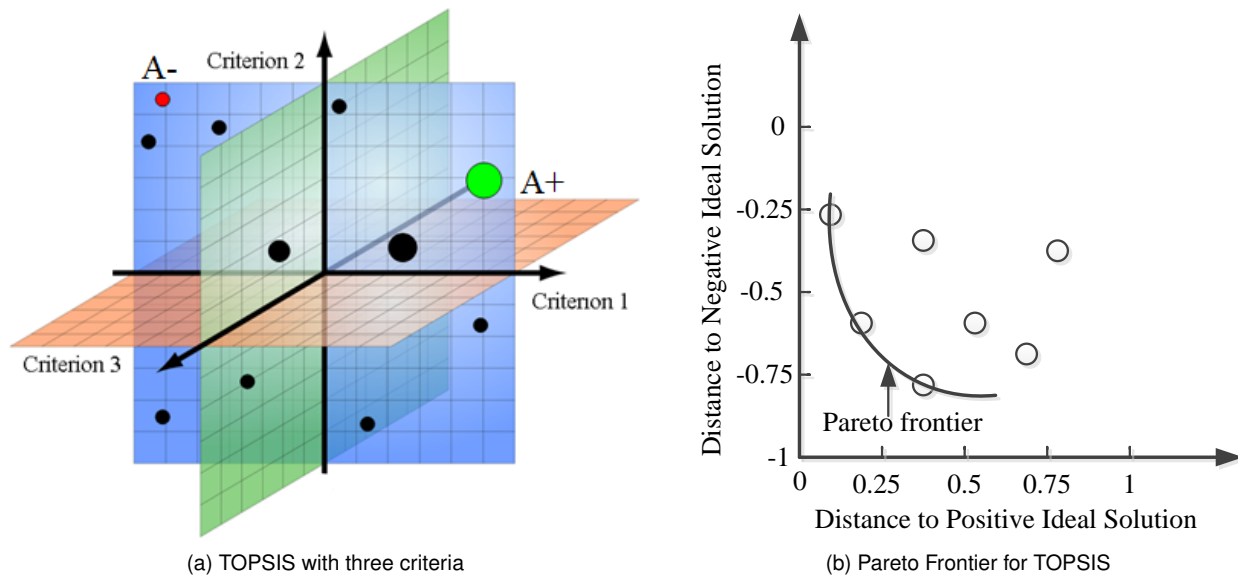 A-
Criterion 2
A+
Criterion 1
Criterion 3
(a) TOPSIS with three criteria
Distance to Negative Ideal Solution
0
-0.25
-0.5
-0.75
-1
Pareto frontier
0 0.25 0.5 0.75 1
Distance to Positive Ideal Solution
(b) Pareto Frontier for TOPSIS